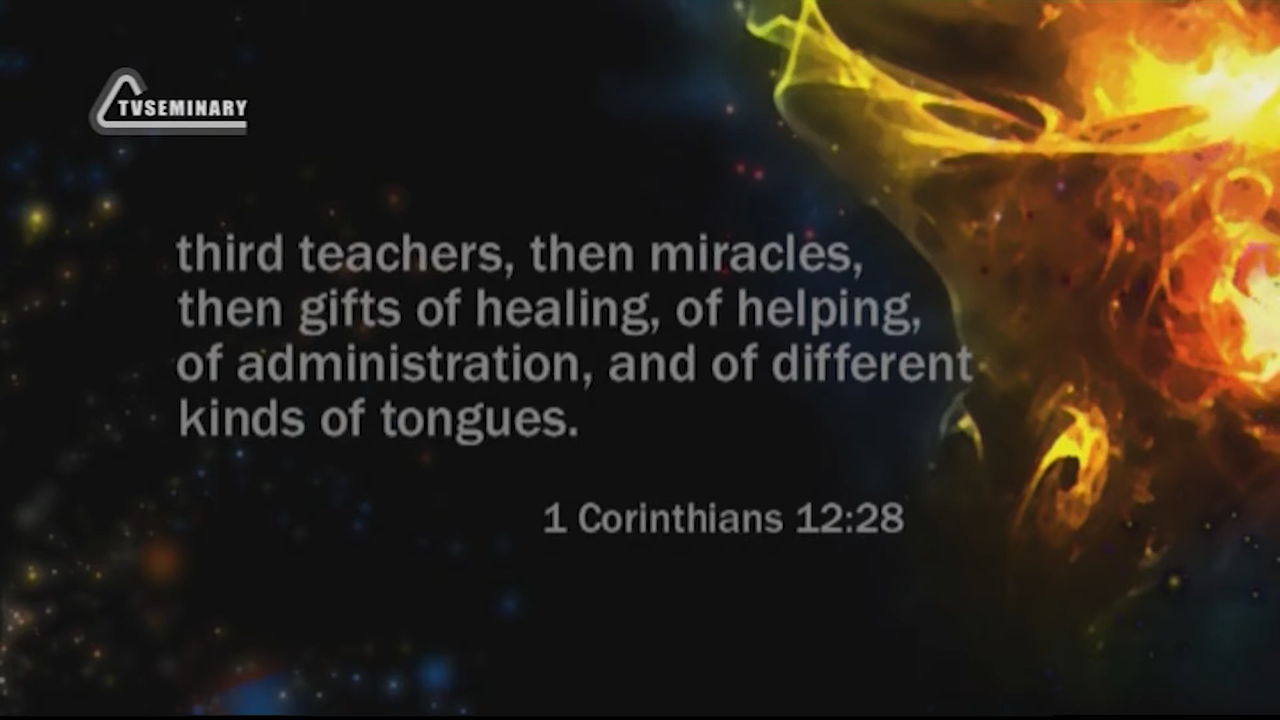 TVSEMINARY
third teachers, then miracles,
then gifts of healing, of helping,
of administration, and of different
kinds of tongues.
1 Corinthians 12:28